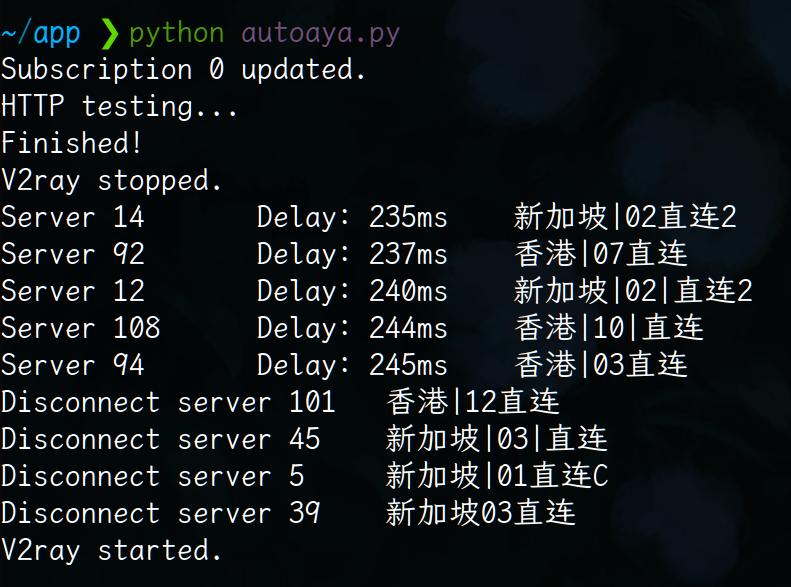 ~/app ❯ python autoaya.py
Subscription 0 updated.
HTTP testing...
Finished!
V2ray stopped.
Server 14 Delay: 235ms 新加坡|02直连2
Server 92 Delay: 237ms 香港|07直连
Server 12 Delay: 240ms 新加坡|02|直连2
Server 108 Delay: 244ms 香港|10|直连
Server 94 Delay: 245ms 香港|03直连
Disconnect server 101 香港|12直连
Disconnect server 45 新加坡|03|直连
Disconnect server 5 新加坡|01直连C
Disconnect server 39 新加坡03直连
V2ray started.